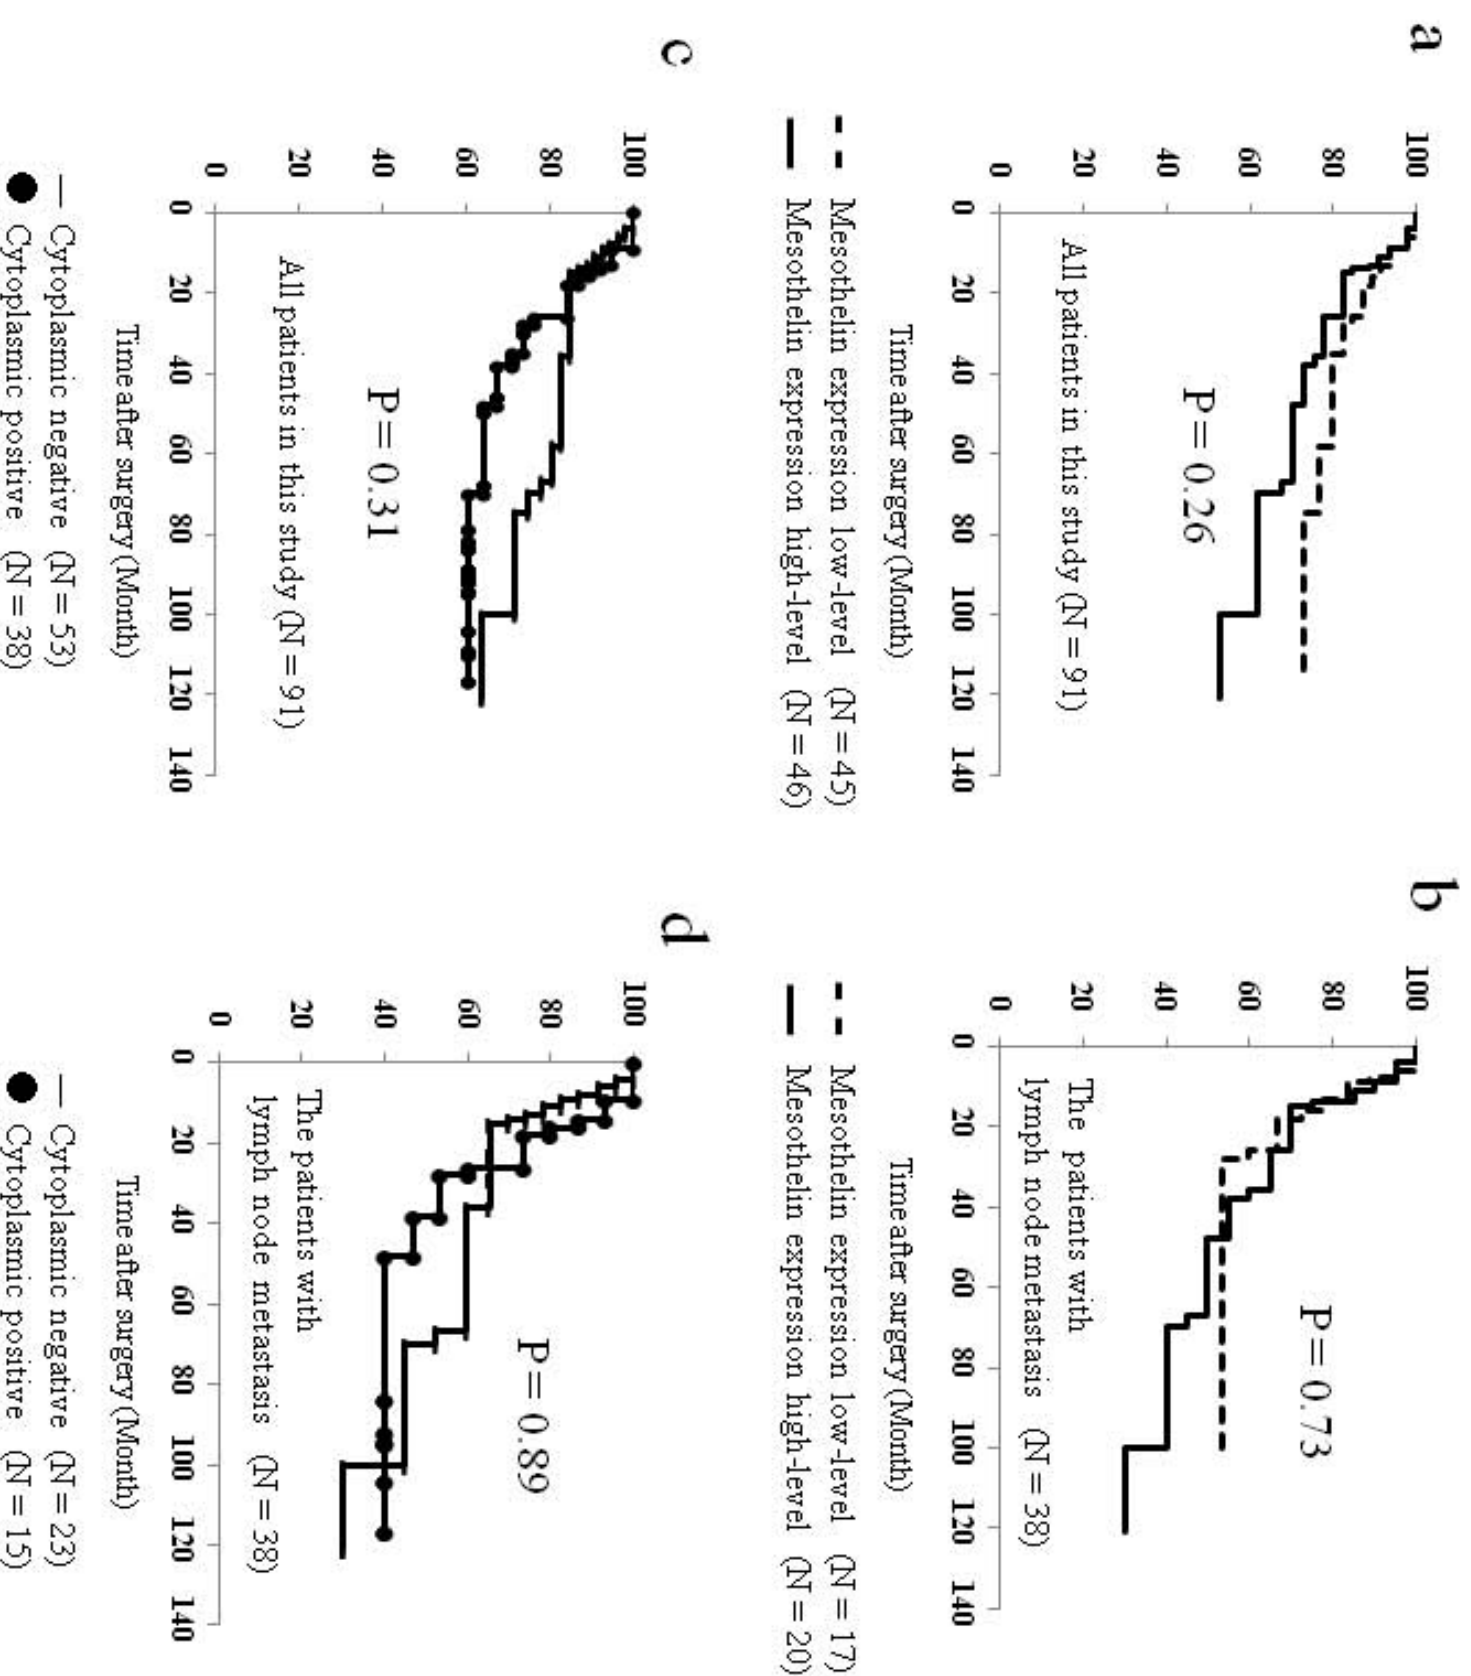 a
100
80
60
40
20
0
0 20 40 60 80 100 120 140
P = 0.26
All patients in this study (N = 91)
Time after surgery (Month)
Mesothelin expression low-level (N = 45)
Mesothelin expression high-level (N = 46)
b
100
80
60
40
20
0
0 20 40 60 80 100 120 140
P = 0.73
The patients with
lymph node metastasis (N = 38)
Time after surgery (Month)
Mesothelin expression low-level (N = 17)
Mesothelin expression high-level (N = 20)
c
100
80
60
40
20
0
0 20 40 60 80 100 120 140
P = 0.31
All patients in this study (N = 91)
Time after surgery (Month)
Cytoplasmic negative (N = 53)
Cytoplasmic positive (N = 38)
d
100
80
60
40
20
0
0 20 40 60 80 100 120 140
P = 0.89
The patients with
lymph node metastasis (N = 38)
Time after surgery (Month)
Cytoplasmic negative (N = 23)
Cytoplasmic positive (N = 15)